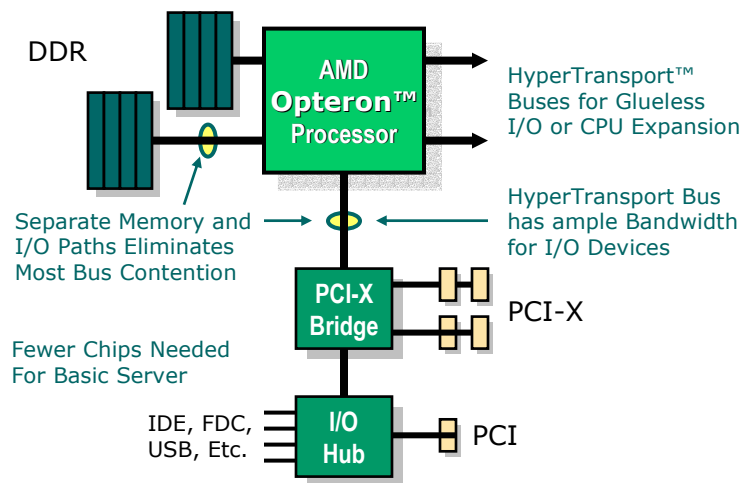 DDR
AMD
Opteron™
Processor
HyperTransport™
Buses for Glueless
I/O or CPU Expansion
Separate Memory and
I/O Paths Eliminates
Most Bus Contention
HyperTransport Bus
has ample Bandwidth
for I/O Devices
PCI-X
Bridge
PCI-X
Fewer Chips Needed
For Basic Server
IDE, FDC,
USB, Etc.
I/O
Hub
PCI